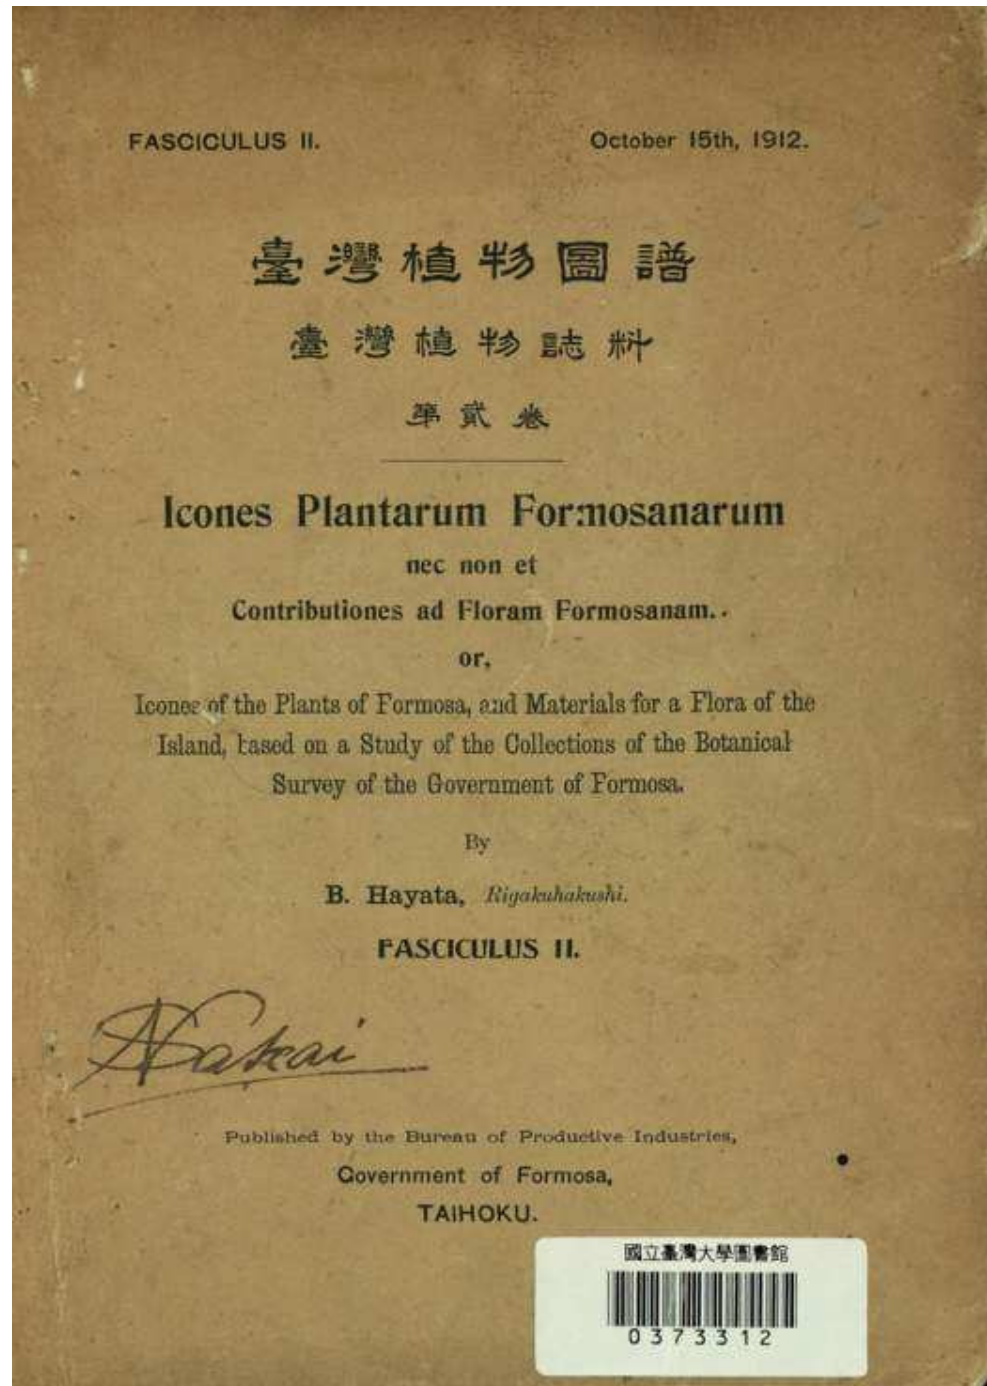 FASCICULUS II. October 15th, 1912.
臺灣植物圖譜
臺灣植物誌料
第貳卷
Icones Plantarum Formosanarum
nec non et
Contributiones ad Floram Formosanam.
or,
Icones of the Plants of Formosa, and Materials for a Flora of the
Island, based on a Study of the Collections of the Botanical
Survey of the Government of Formosa.
By
B. Hayata, Rigakuhakushi.
FASCICULUS II.
Published by the Bureau of Productive Industries,
Government of Formosa,
TAIHOKU.
國立臺灣大學圖書館
0373312